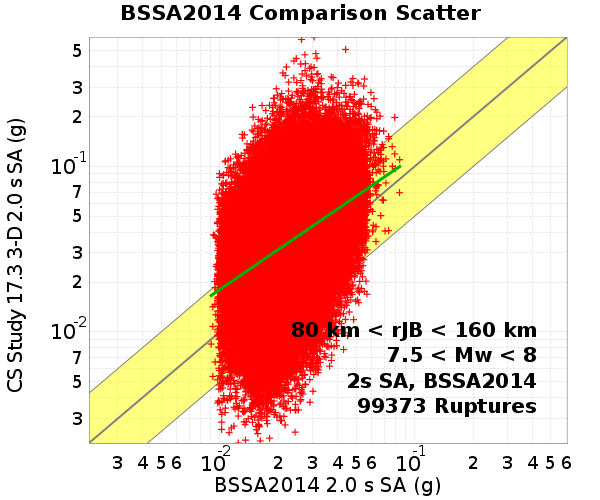 BSSA2014 Comparison Scatter
CS Study 17.3 3-D 2.0 s SA (g)
5
3
2
10-1
7
5
3
2
10-2
7
5
3
80 km < rJB < 160 km
7.5 < Mw < 8
2s SA, BSSA2014
99373 Ruptures
3 4 5 6 10-2 2 3 4 5 6 10-1 2 3 4 5 6
BSSA2014 2.0 s SA (g)